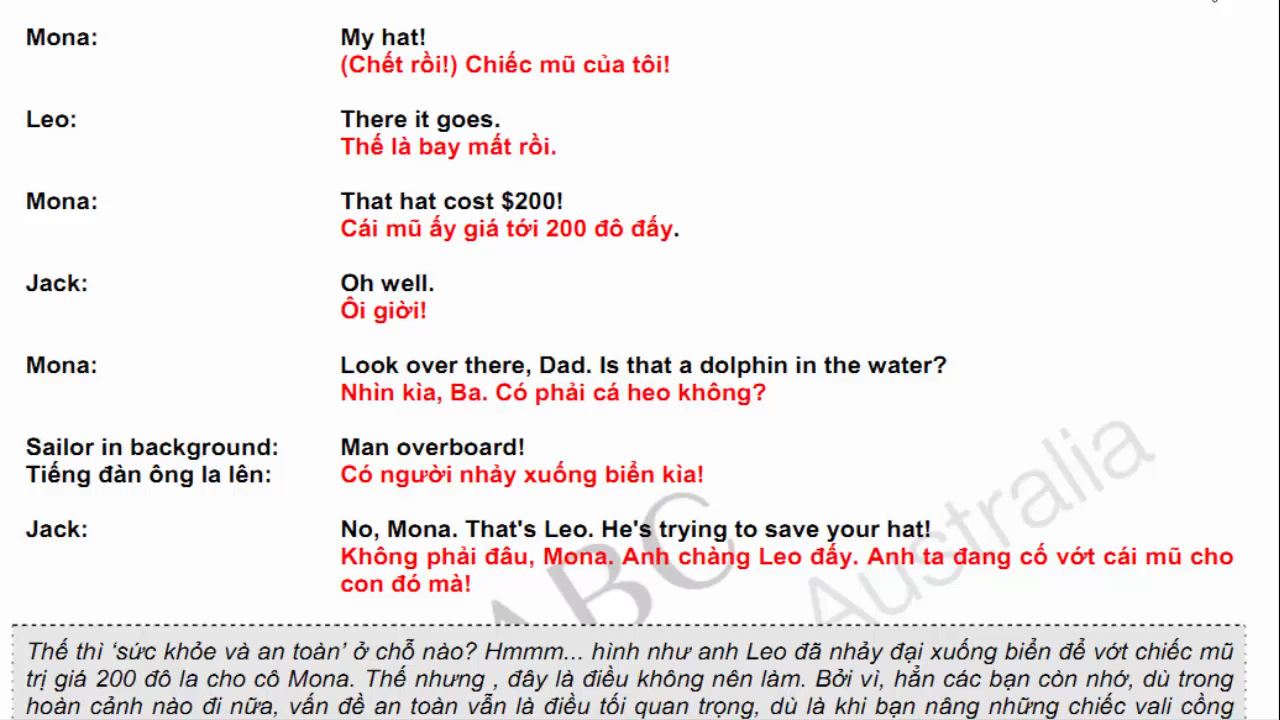 Mona: My hat!
(Chết rồi!) Chiếc mũ của tôi!
Leo: There it goes.
Thế là bay mất rồi.
Mona: That hat cost $200!
Cái mũ ấy giá tới 200 đô đấy.
Jack: Oh well.
Ôi giời!
Mona: Look over there, Dad. Is that a dolphin in the water?
Nhìn kìa, Ba. Có phải cá heo không?
Sailor in background: Man overboard!
Tiếng đàn ông la lên: Có người nhảy xuống biển kìa!
Jack: No, Mona. That's Leo. He's trying to save your hat!
Không phải đâu, Mona. Anh chàng Leo đấy. Anh ta đang cố vớt cái mũ cho
con đó mà!
ABC Australia
Thế thì ‘sức khỏe và an toàn’ ở chỗ nào? Hmmm... hình như anh Leo đã nhảy đại xuống biển để vớt chiếc mũ
trị giá 200 đô la cho cô Mona. Thế nhưng , đây là điều không nên làm. Bởi vì, hẳn các bạn còn nhớ, dù trong
hoàn cảnh nào đi nữa, vấn đề an toàn vẫn là điều tối quan trọng, dù là khi bạn nâng những chiếc vali cồng